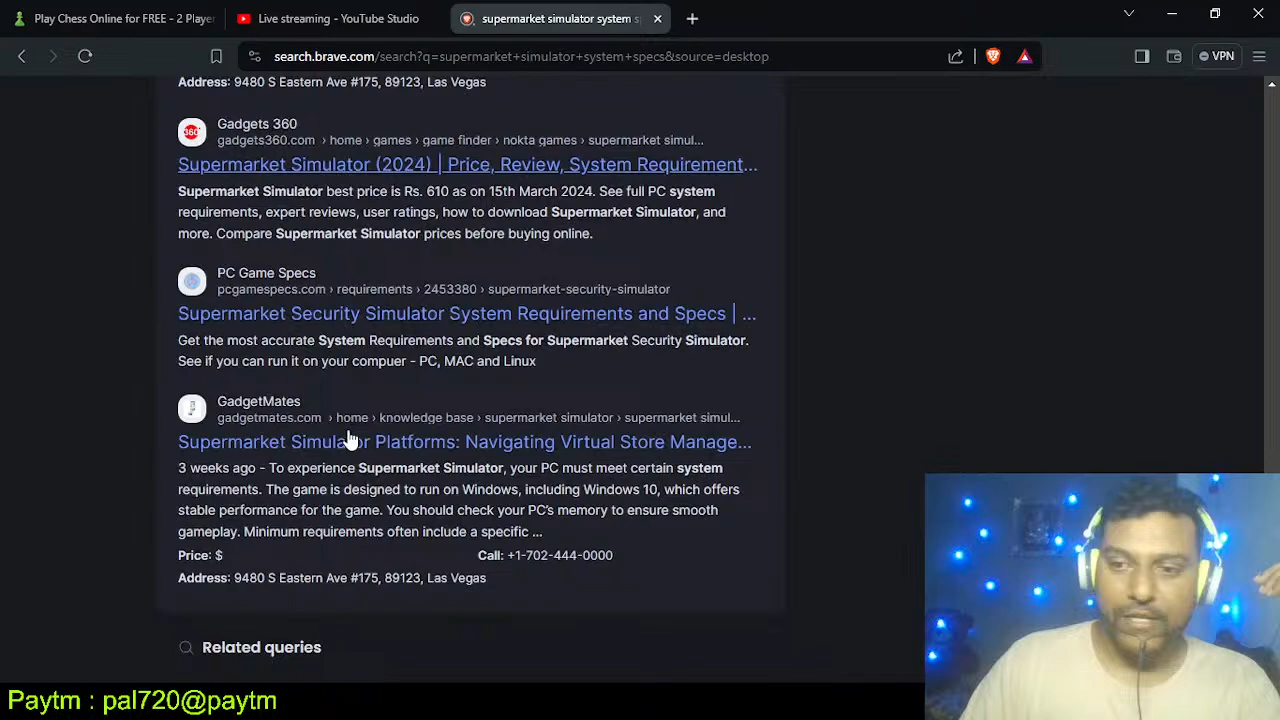 Play Chess Online for FREE - 2 Player
Live streaming - YouTube Studio
supermarket simulator system s
search.brave.com/search?q=supermarket+simulator+system+specs&source=desktop
VPN
Address: 9480 S Eastern Ave #175, 89123, Las Vegas
360
Gadgets 360
gadgets360.com › home › games › game finder › nokta games › supermarket simul...
Supermarket Simulator (2024) | Price, Review, System Requirement...
Supermarket Simulator best price is Rs. 610 as on 15th March 2024. See full PC system
requirements, expert reviews, user ratings, how to download Supermarket Simulator, and
more. Compare Supermarket Simulator prices before buying online.
PC Game Specs
pcgamespecs.com › requirements › 2453380 › supermarket-security-simulator
Supermarket Security Simulator System Requirements and Specs | ...
Get the most accurate System Requirements and Specs for Supermarket Security Simulator.
See if you can run it on your compuer - PC, MAC and Linux
GadgetMates
gadgetmates.com › home › knowledge base › supermarket simulator › supermarket simul...
Supermarket Simulator Platforms: Navigating Virtual Store Manage...
3 weeks ago - To experience Supermarket Simulator, your PC must meet certain system
requirements. The game is designed to run on Windows, including Windows 10, which offers
stable performance for the game. You should check your PC's memory to ensure smooth
gameplay. Minimum requirements often include a specific ...
Price: $ Call: +1-702-444-0000
Address: 9480 S Eastern Ave #175, 89123, Las Vegas
Related queries
Paytm : pal720@paytm